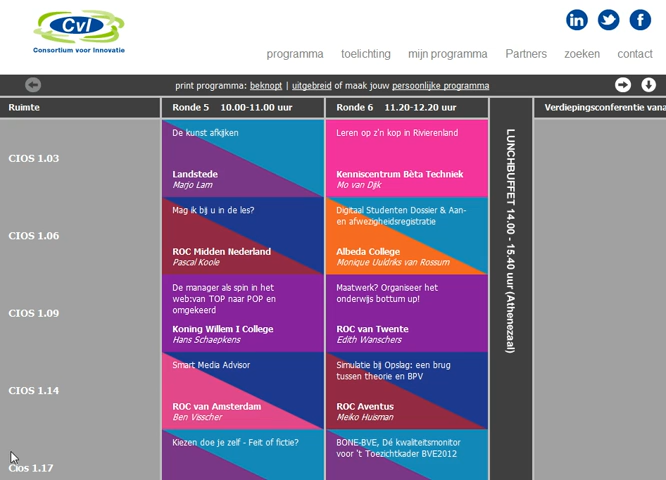 CvI
Consortium voor Innovatie
programma toelichting mijn programma Partners zoeken contact
print programma: beknopt | uitgebreid of maak jouw persoonlijke programma
Ruimte
Ronde 5 10.00-11.00 uur
Ronde 6 11.20-12.20 uur
LUNCHBUFFET 14.00 - 15.40 uur (Athenezaal)
Verdiepingsconferentie vana
CIOS 1.03
De kunst afkijken
Landstede
Marjo Lam
Leren op z'n kop in Rivierenland
Kenniscentrum Bèta Techniek
Mo van Dijk
CIOS 1.06
Mag ik bij u in de les?
ROC Midden Nederland
Pascal Koole
Digitaal Studenten Dossier & Aan-
en afwezigheidsregistratie
Albeda College
Monique Uuldriks van Rossum
CIOS 1.09
De manager als spin in het
web:van TOP naar POP en
omgekeerd
Koning Willem I College
Hans Schaepkens
Maatwerk? Organiseer het
onderwijs bottum up!
ROC van Twente
Edith Wanschers
CIOS 1.14
Smart Media Advisor
ROC van Amsterdam
Ben Visscher
Simulatie bij Opslag: een brug
tussen theorie en BPV
ROC Aventus
Meiko Huisman
Cios 1.17
Kiezen doe je zelf - Feit of fictie?
BONE-BVE, Dé kwaliteitsmonitor
voor 't Toezichtkader BVE2012